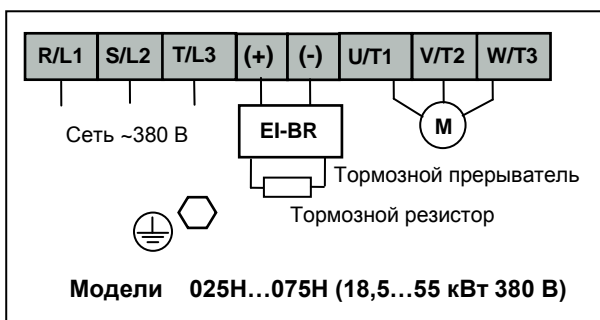 R/L1 S/L2 T/L3 (+) (-) U/T1 V/T2 W/T3
Сеть ~380 В
EI-BR
М
Тормозной прерыватель
Тормозной резистор
Модели 025H...075H (18,5...55 кВт 380 В)